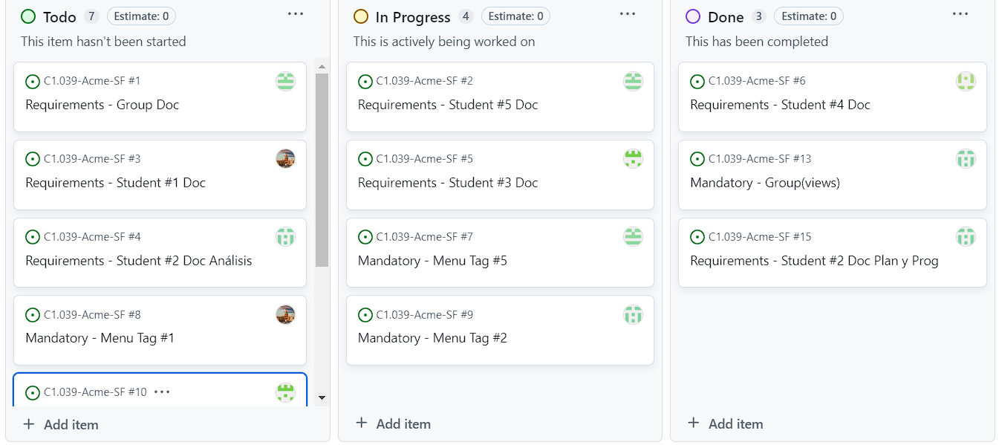 Todo 7 Estimate: 0 ...
This item hasn't been started
C1.039-Acme-SF #1
Requirements - Group Doc
C1.039-Acme-SF #3
Requirements - Student #1 Doc
C1.039-Acme-SF #4
Requirements - Student #2 Doc Análisis
C1.039-Acme-SF #8
Mandatory - Menu Tag #1
C1.039-Acme-SF #10 ...
+ Add item
In Progress 4 Estimate: 0 ...
This is actively being worked on
C1.039-Acme-SF #2
Requirements - Student #5 Doc
C1.039-Acme-SF #5
Requirements - Student #3 Doc
C1.039-Acme-SF #7
Mandatory - Menu Tag #5
C1.039-Acme-SF #9
Mandatory - Menu Tag #2
+ Add item
Done 3 Estimate: 0 ...
This has been completed
C1.039-Acme-SF #6
Requirements - Student #4 Doc
C1.039-Acme-SF #13
Mandatory - Group(views)
C1.039-Acme-SF #15
Requirements - Student #2 Doc Plan y Prog
+ Add item